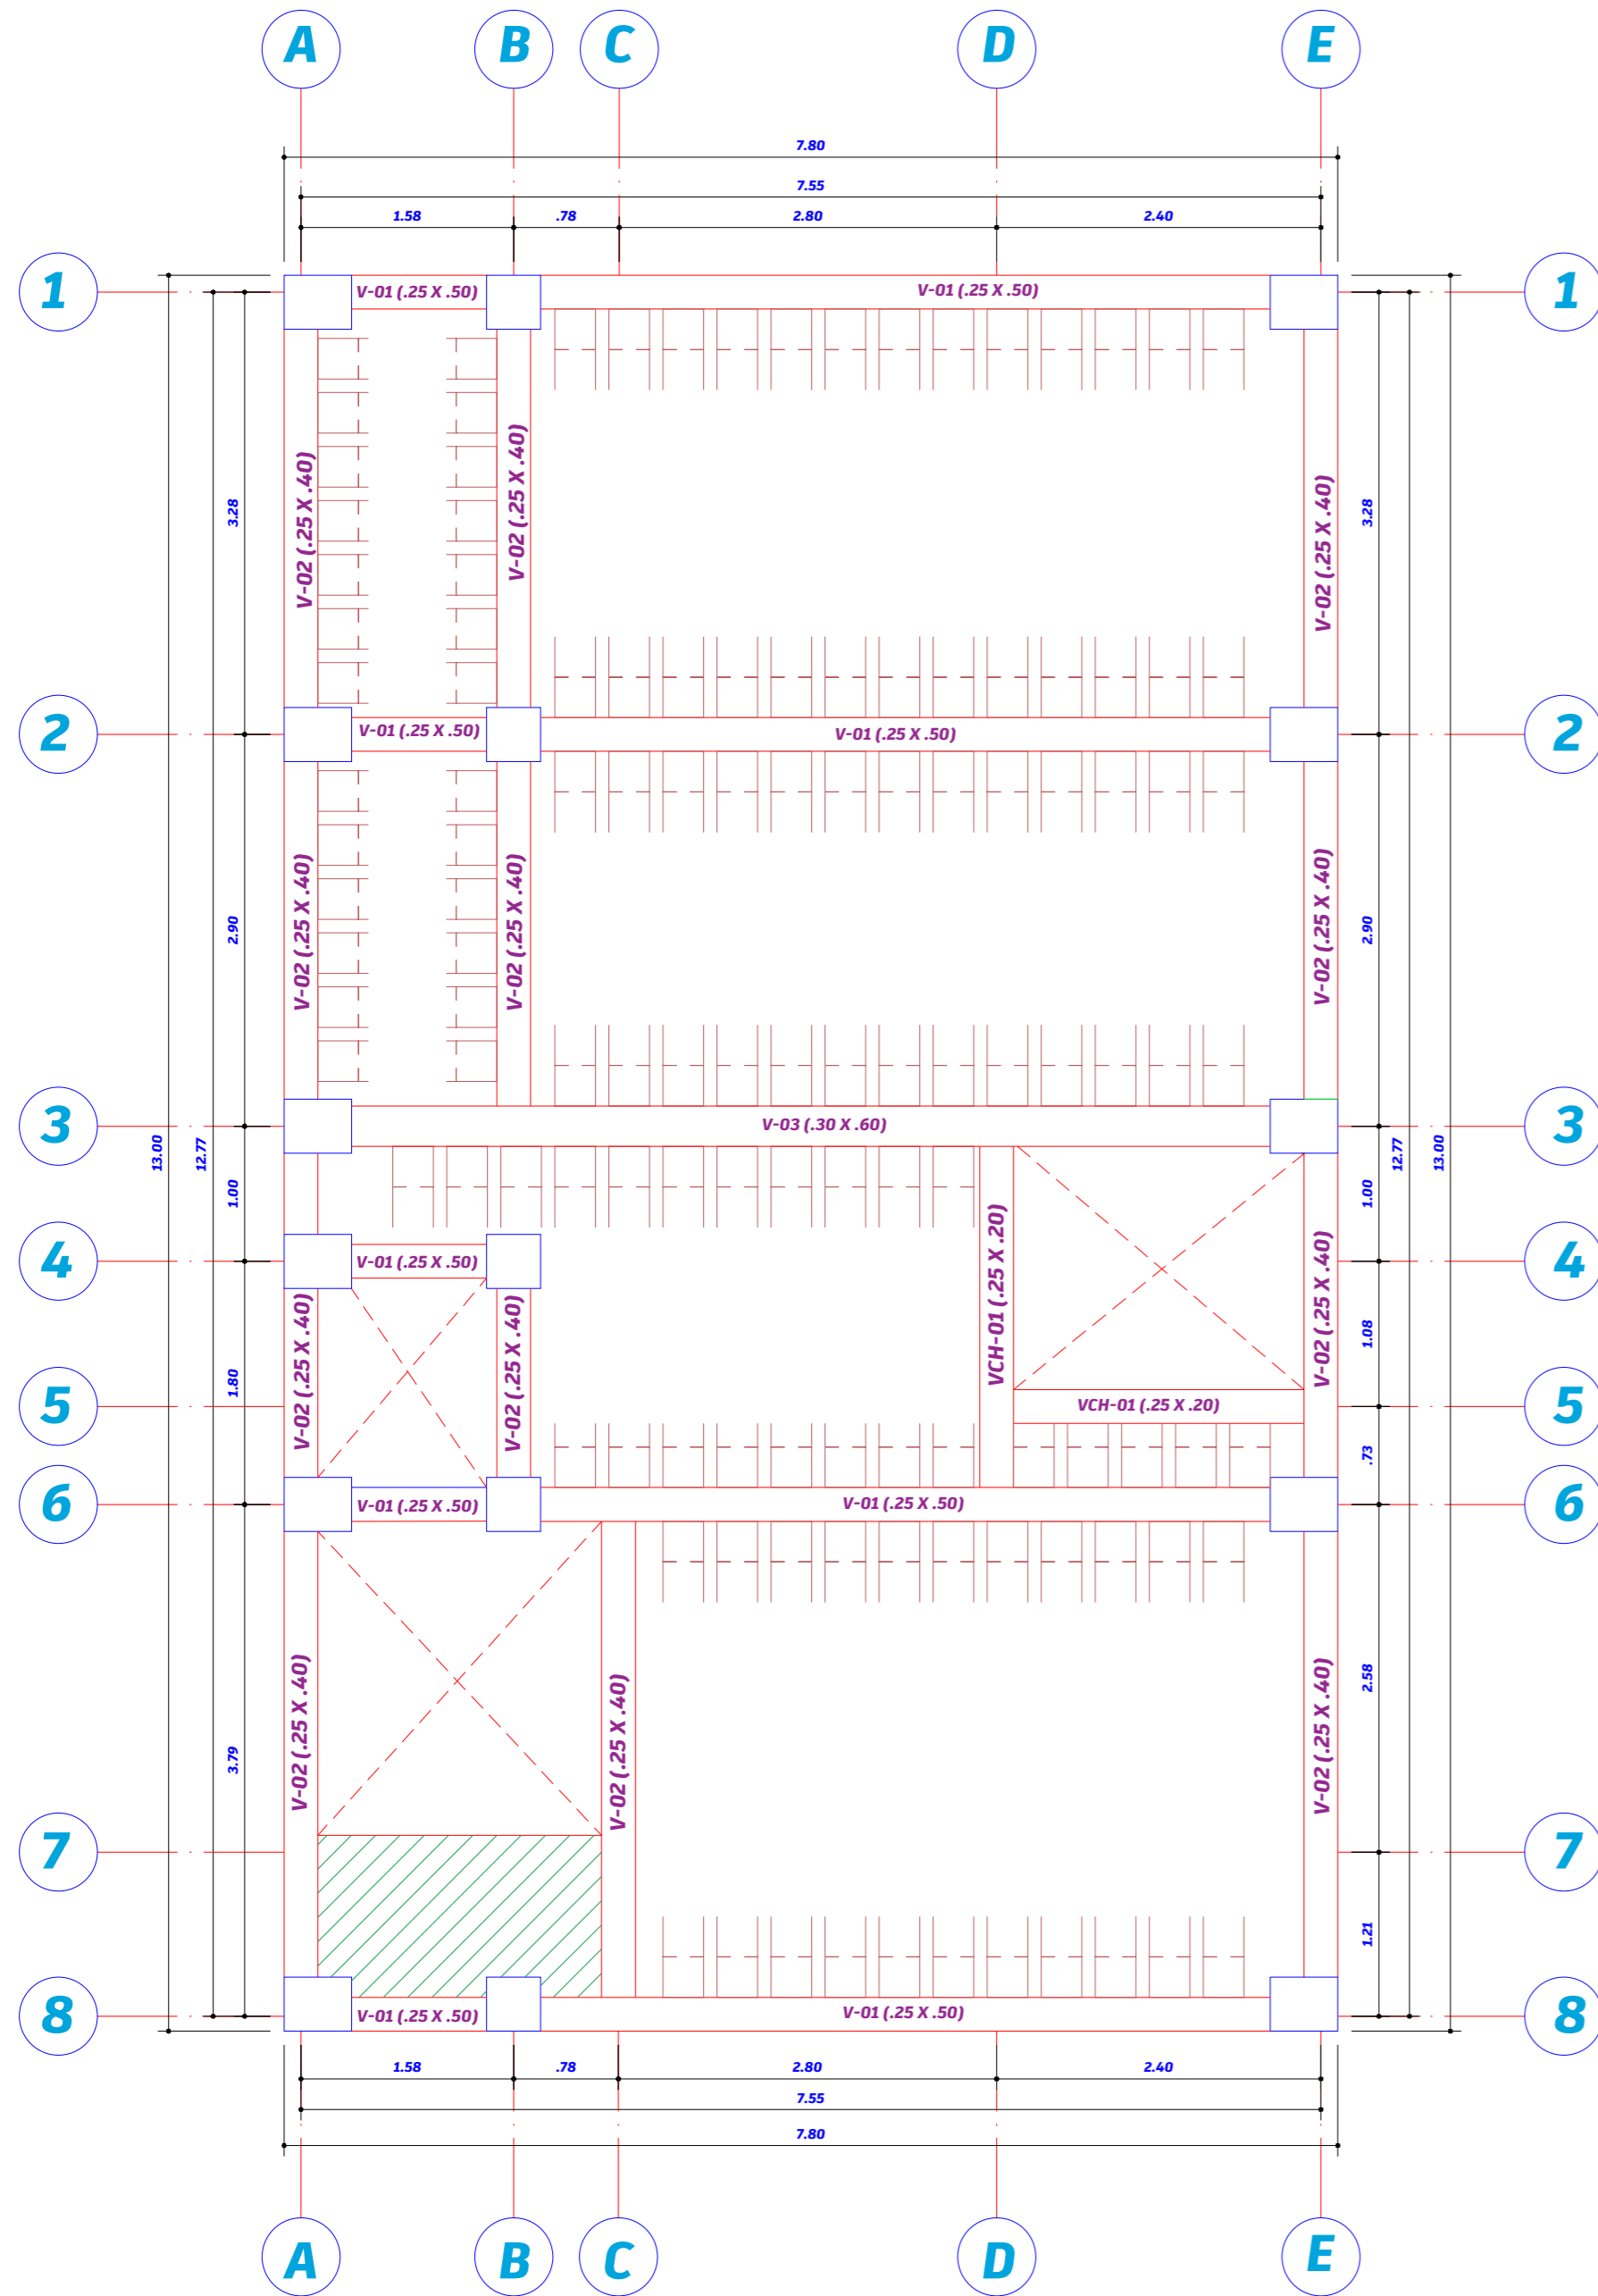 A B C D E
7.80
7.55
1.58 .78 2.80 2.40
1 V-01 (.25 X .50) V-01 (.25 X .50) 1
V-02 (.25 X .40) V-02 (.25 X .40) V-02 (.25 X .40)
3.28 3.28
2 V-01 (.25 X .50) V-01 (.25 X .50) 2
V-02 (.25 X .40) V-02 (.25 X .40) V-02 (.25 X .40)
2.90 2.90
3 V-03 (.30 X .60) 3
13.00 12.77 12.77 13.00
1.00 1.00
4 V-01 (.25 X .50) 4
VCH-01 (.25 X .20) V-02 (.25 X .40)
V-02 (.25 X .40) V-02 (.25 X .40)
1.80 1.08
5 VCH-01 (.25 X .20) 5
.73
6 V-01 (.25 X .50) V-01 (.25 X .50) 6
V-02 (.25 X .40) V-02 (.25 X .40) V-02 (.25 X .40)
3.79 2.58
7 7
1.21
8 V-01 (.25 X .50) V-01 (.25 X .50) 8
1.58 .78 2.80 2.40
7.55
7.80
A B C D E